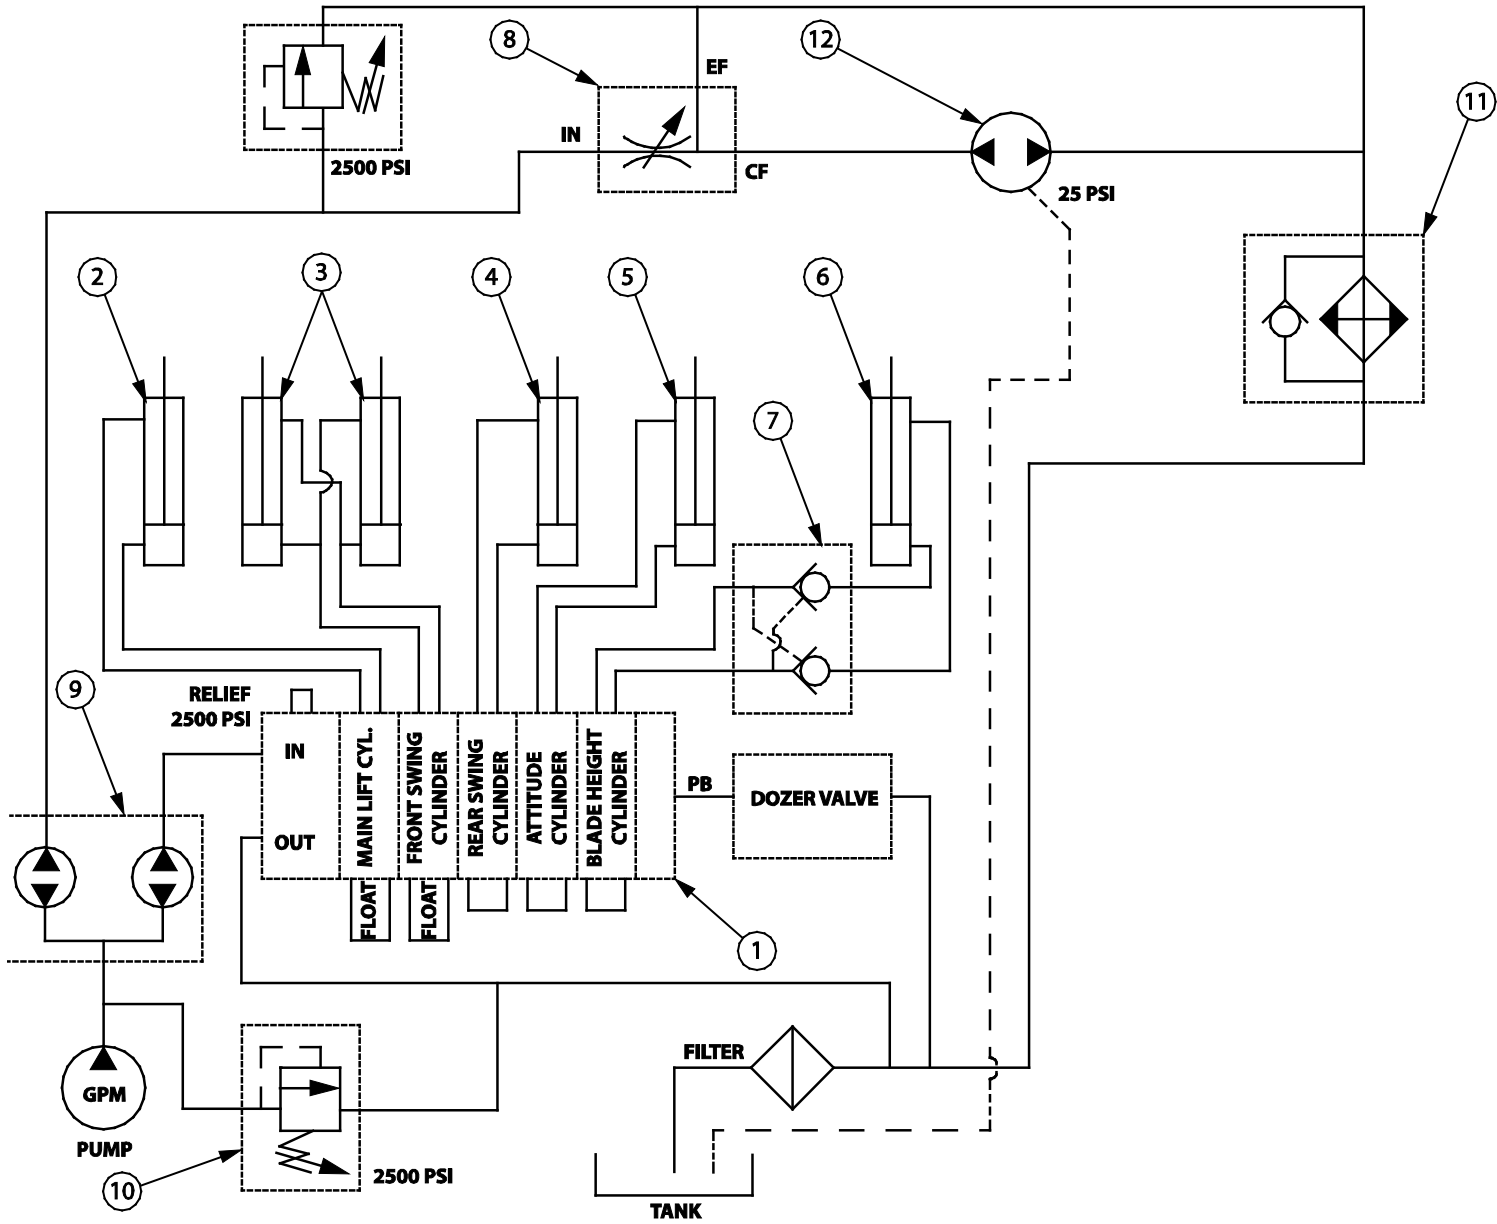 8
12
EF
11
IN
2500 PSI
CF
25 PSI
2
3
4
5
6
7
9
RELIEF
2500 PSI
IN
OUT
MAIN LIFT CYL.
FRONT SWING
CYLINDER
REAR SWING
CYLINDER
ATTITUDE
CYLINDER
BLADE HEIGHT
CYLINDER
PB
DOZER VALVE
FLOAT
FLOAT
1
GPM
PUMP
FILTER
10
2500 PSI
TANK